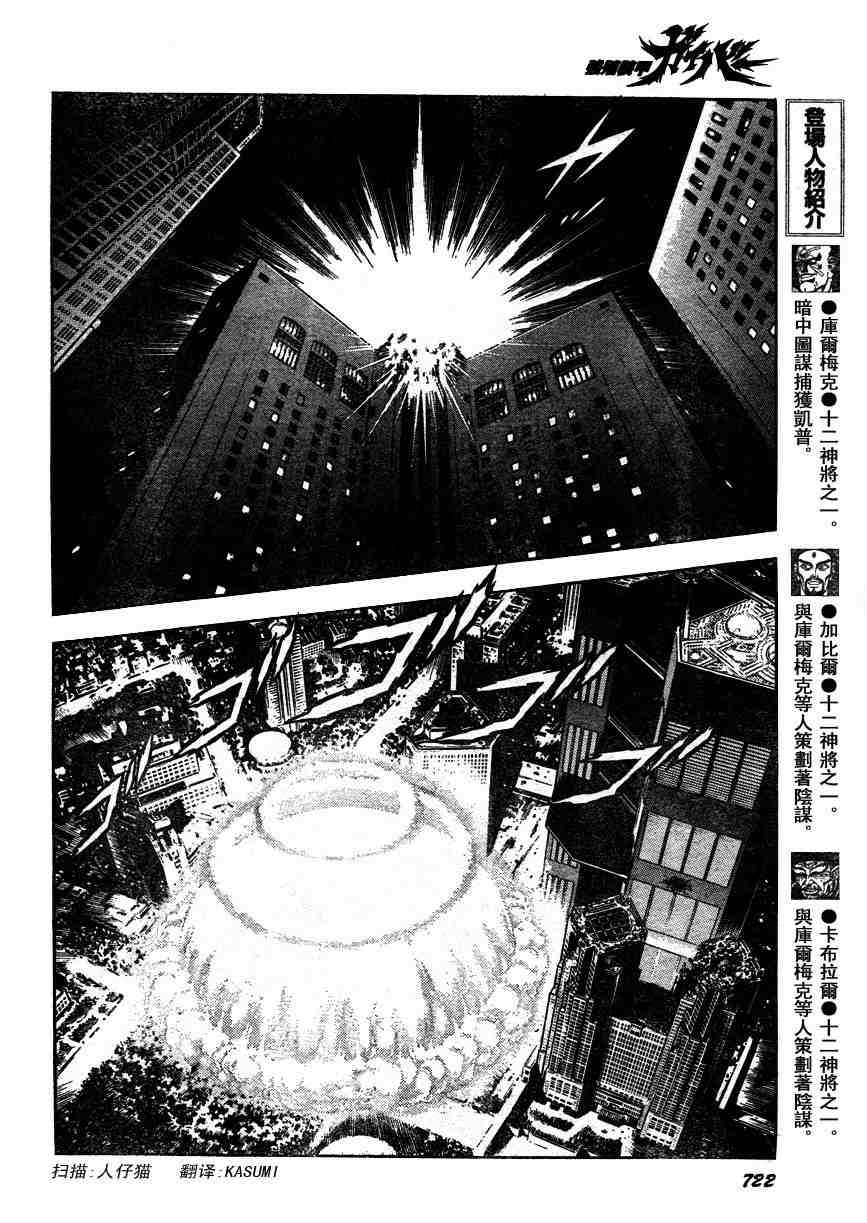 強殖裝甲 ガイバー
登場人物紹介
●庫爾梅克●十二神將之一。
暗中圖謀捕獲凱普。
●加比爾●十二神將之一。
與庫爾梅克等人策劃著陰謀。
●卡布拉爾●十二神將之一。
與庫爾梅克等人策劃著陰謀。
ゴゴゴゴ
扫描:人仔猫 翻译:KASUMI
722